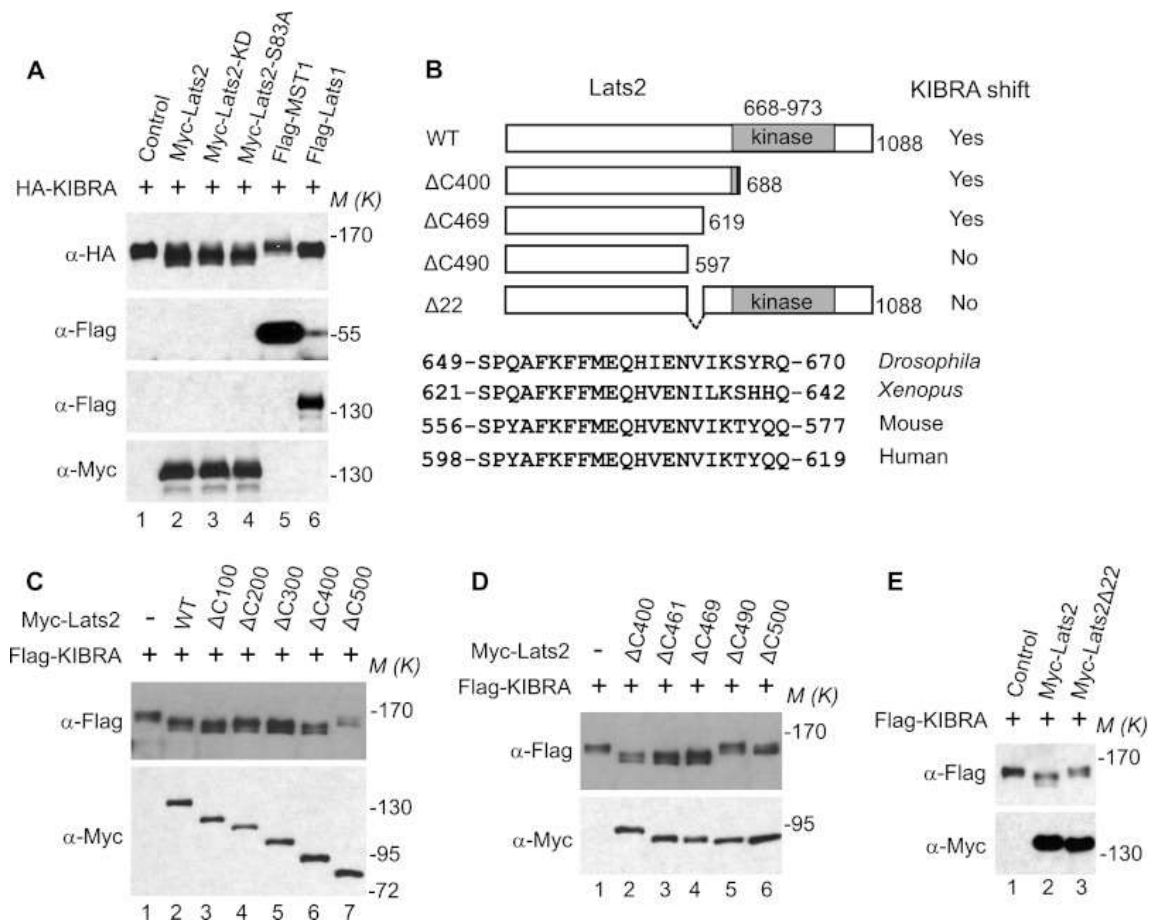 A
Control
Myc-Lats2
Myc-Lats2-KD
Myc-Lats2-S83A
Flag-MST1
Flag-Lats1
HA-KIBRA + + + + + + M (K)
α-HA -170
α-Flag -55
α-Flag -130
α-Myc -130
1 2 3 4 5 6
B
Lats2 KIBRA shift
668-973
WT kinase 1088 Yes
ΔC400 688 Yes
ΔC469 619 Yes
ΔC490 597 No
Δ22 kinase 1088 No
649-SPQAFKFFMEQHIENVIKSYRQ-670 Drosophila
621-SPQAFKFFMEQHVENILKSHHQ-642 Xenopus
556-SPYAFKFFMEQHVENVIKTYQQ-577 Mouse
598-SPYAFKFFMEQHVENVIKTYQQ-619 Human
C
Myc-Lats2 - WT ΔC100 ΔC200 ΔC300 ΔC400 ΔC500
Flag-KIBRA + + + + + + + M (K)
α-Flag -170
α-Myc -130
-95
-72
1 2 3 4 5 6 7
D
Myc-Lats2 - ΔC400 ΔC461 ΔC469 ΔC490 ΔC500
Flag-KIBRA + + + + + + M (K)
α-Flag -170
α-Myc -95
1 2 3 4 5 6
E
Control
Myc-Lats2
Myc-Lats2Δ22
Flag-KIBRA + + + M (K)
α-Flag -170
α-Myc -130
1 2 3